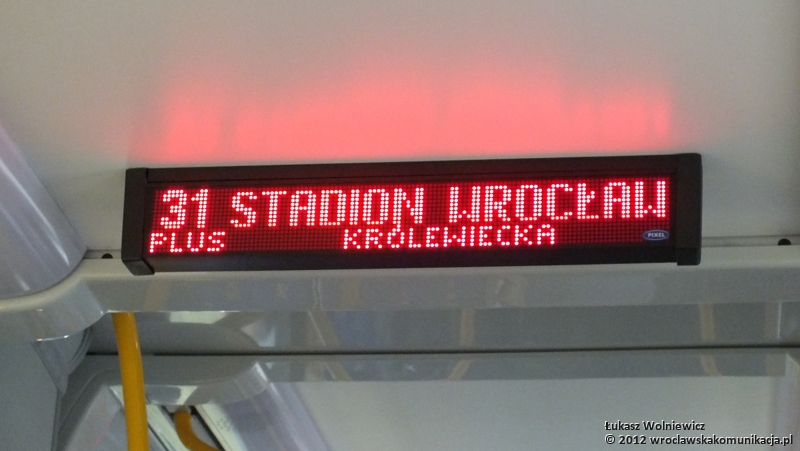 31 STADION WROCŁAW
PLUS KRÓLEWIECKA
PIXEL
Łukasz Wolniewicz
© 2012 wroclawskakomunikacja.pl